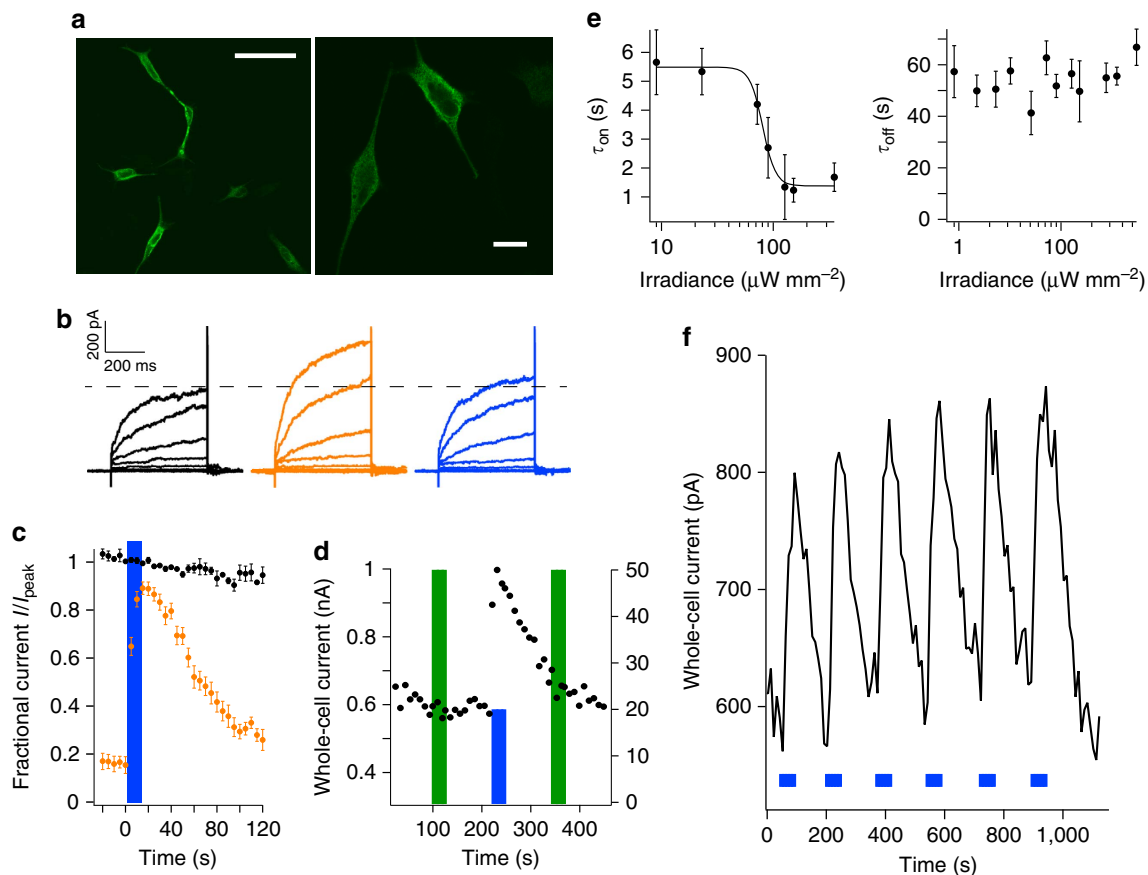 a
b
200 pA
200 ms
c
Fractional current I/Ipeak
1
0.8
0.6
0.4
0.2
0
0 40 80 120
Time (s)
d
Whole-cell current (nA)
1
0.8
0.6
0.4
50
40
30
20
10
0
100 200 300 400
Time (s)
e
τon (s)
6
5
4
3
2
1
10 100
Irradiance (μW mm−2)
τoff (s)
60
40
20
0
1 100
Irradiance (μW mm−2)
f
Whole-cell current (pA)
900
800
700
600
0 200 400 600 800 1,000
Time (s)